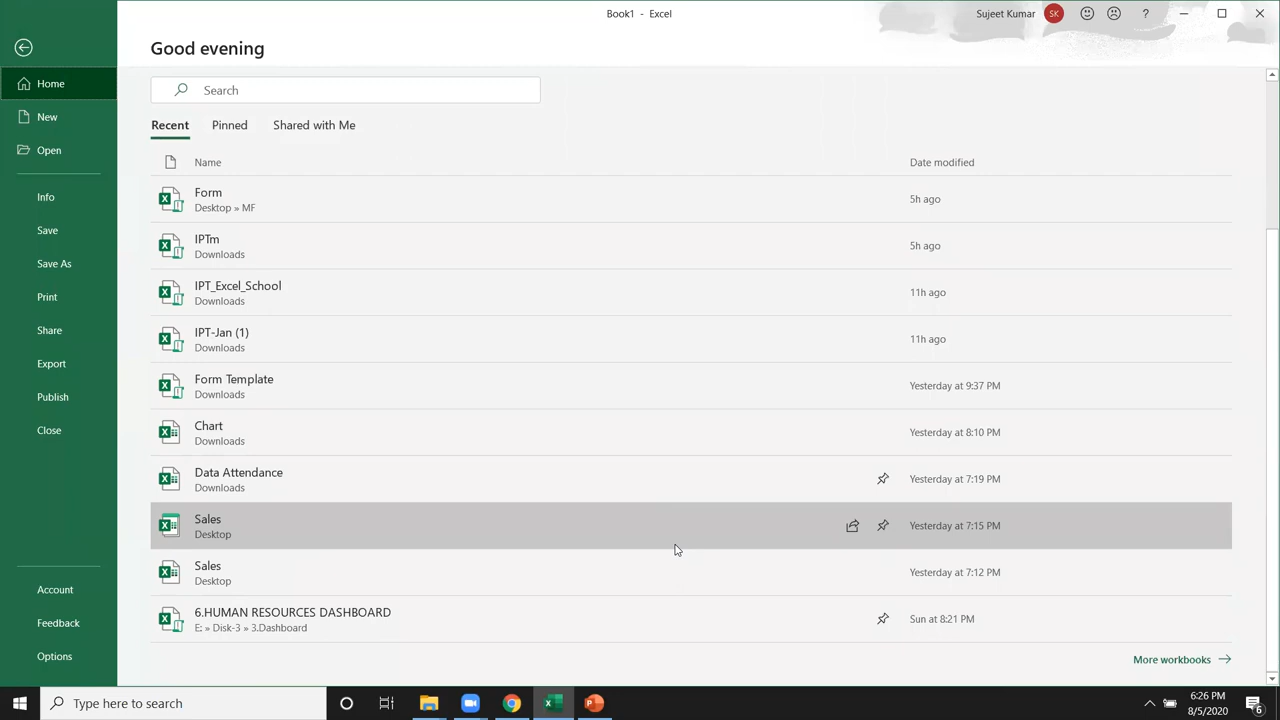 Book1 - Excel
Sujeet Kumar
SK
?
Good evening
Home
New
Open
Info
Save
Save As
Print
Share
Export
Publish
Close
Account
Feedback
Options
Search
Recent
Pinned
Shared with Me
Name
Date modified
Form
Desktop » MF
5h ago
IPTm
Downloads
5h ago
IPT_Excel_School
Downloads
11h ago
IPT-Jan (1)
Downloads
11h ago
Form Template
Downloads
Yesterday at 9:37 PM
Chart
Downloads
Yesterday at 8:10 PM
Data Attendance
Downloads
Yesterday at 7:19 PM
Sales
Desktop
Yesterday at 7:15 PM
Sales
Desktop
Yesterday at 7:12 PM
6.HUMAN RESOURCES DASHBOARD
E: » Disk-3 » 3.Dashboard
Sun at 8:21 PM
More workbooks
Type here to search
6:26 PM
8/5/2020
6